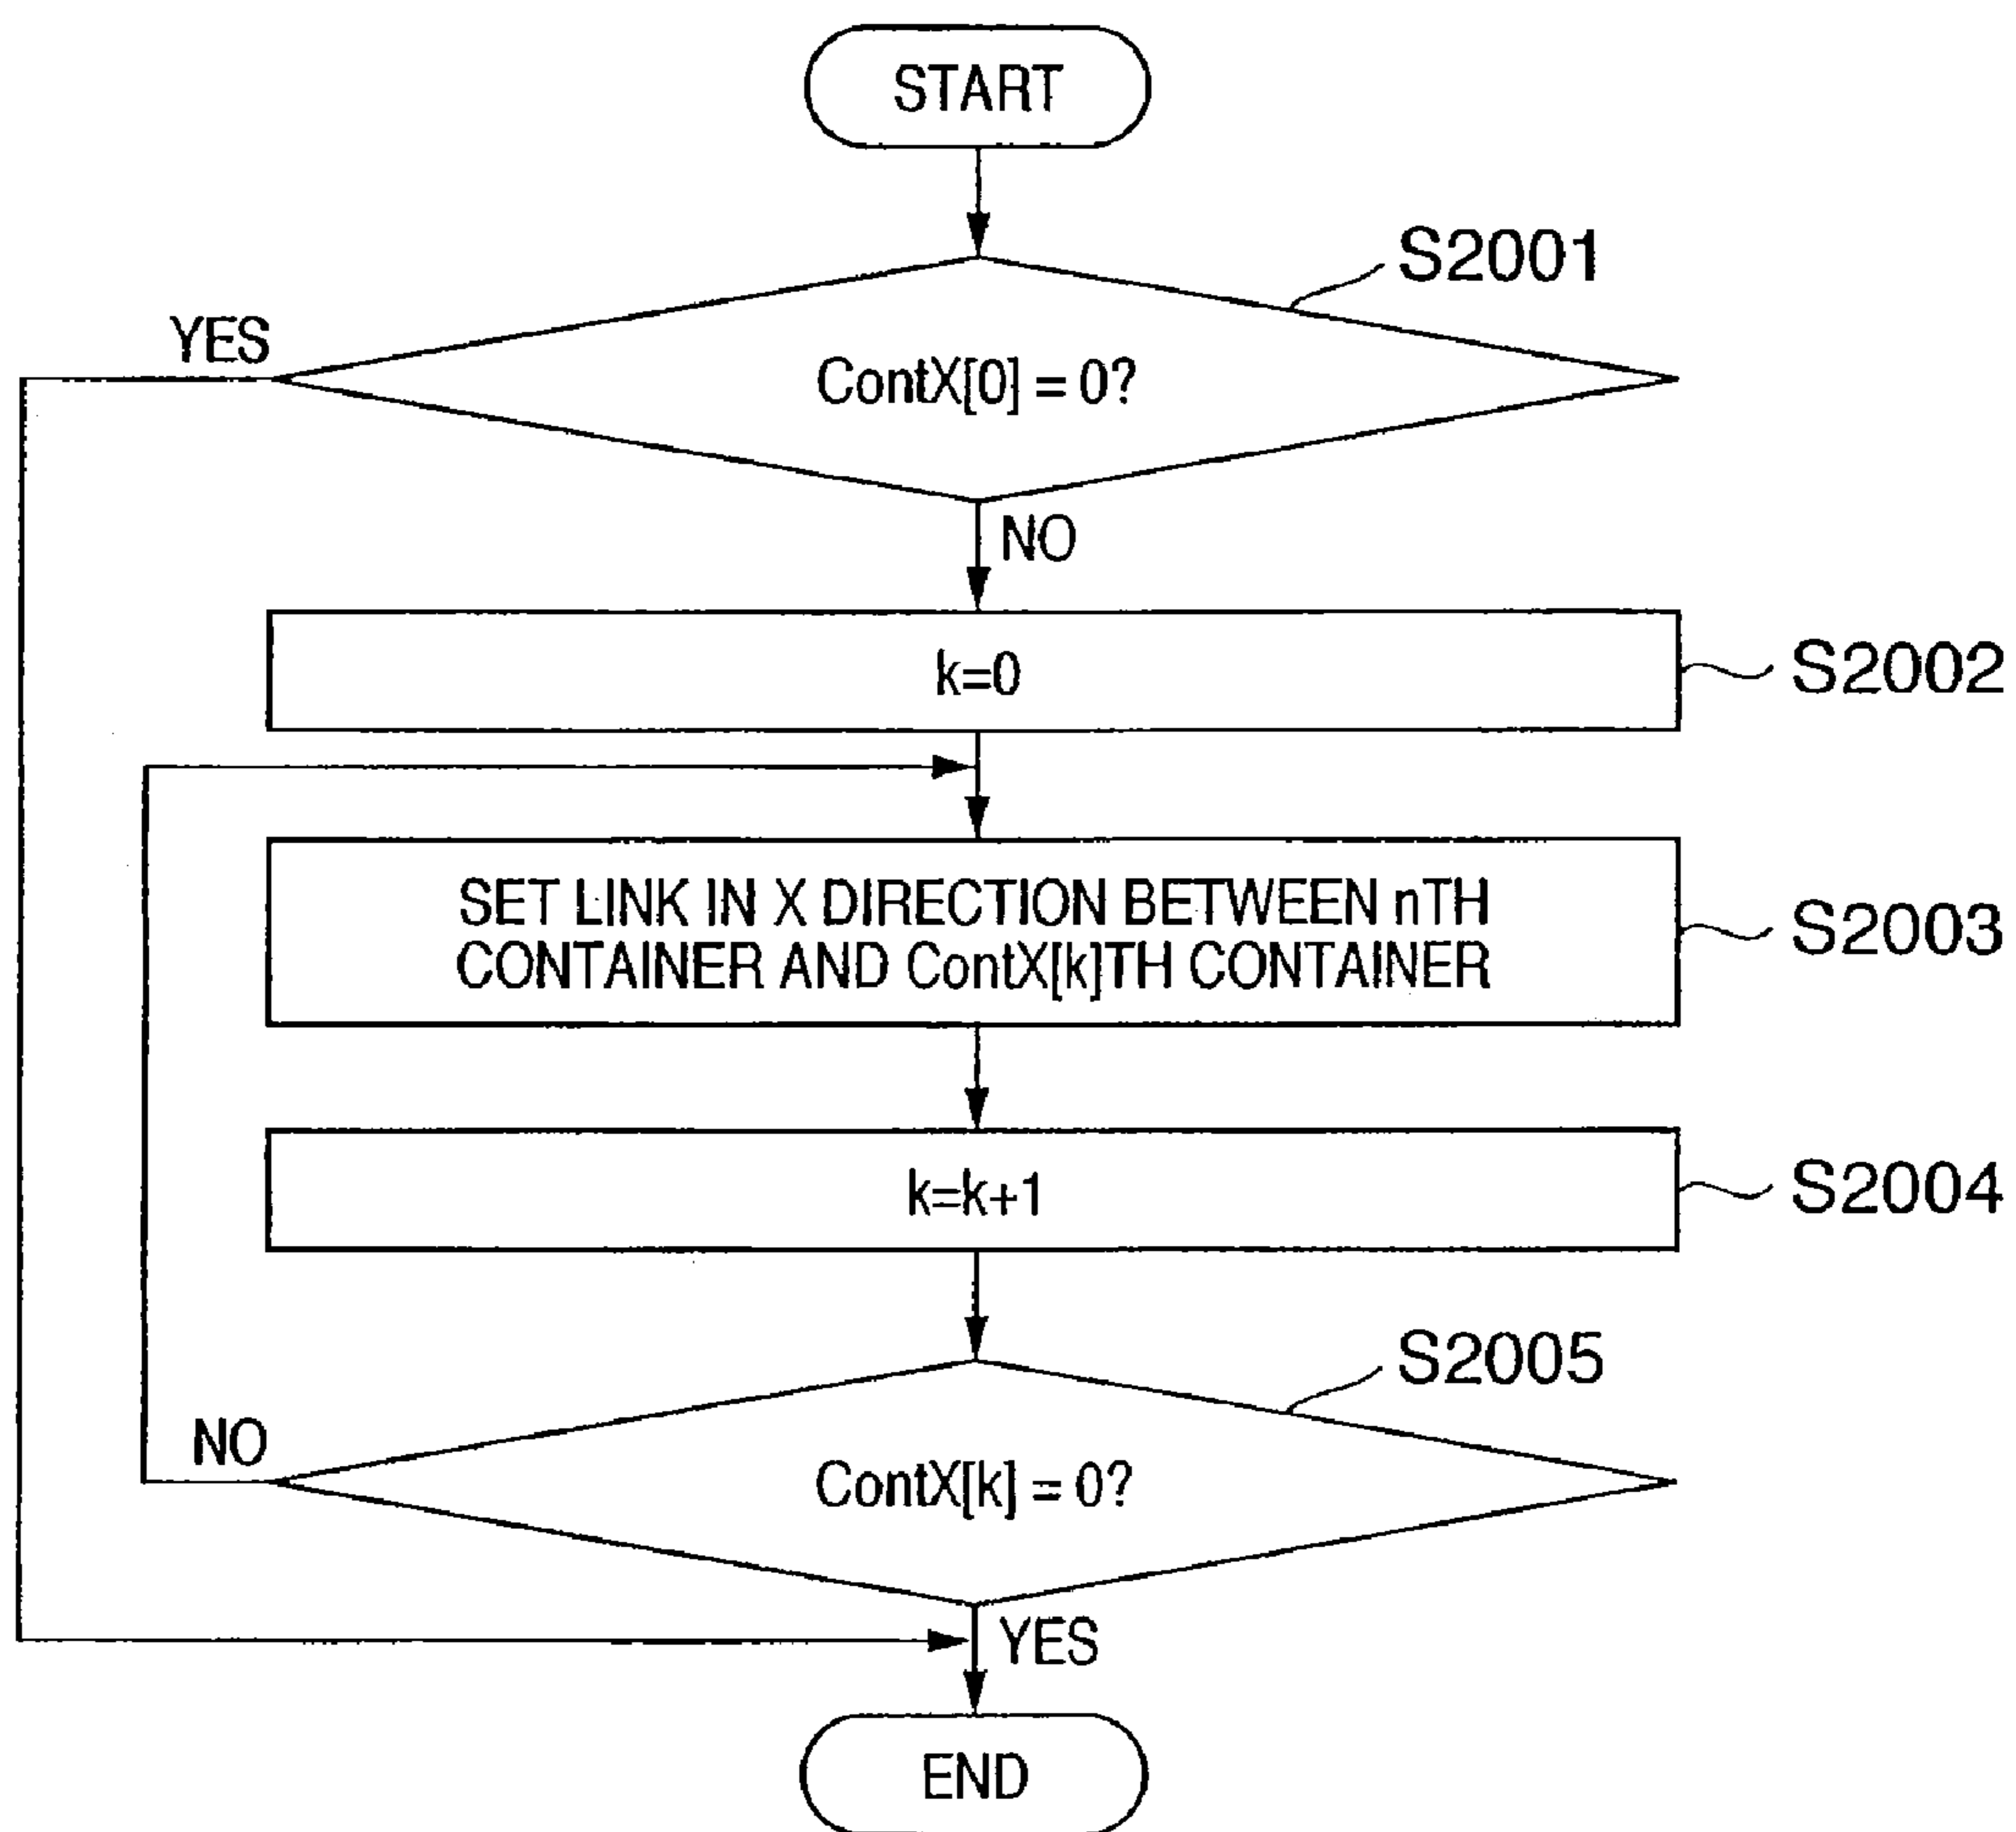 START
S2001
YES
ContX[0] = 0?
NO
k=0
S2002
SET LINK IN X DIRECTION BETWEEN nTH
CONTAINER AND ContX[k]TH CONTAINER
S2003
k=k+1
S2004
S2005
NO
ContX[k] = 0?
YES
END